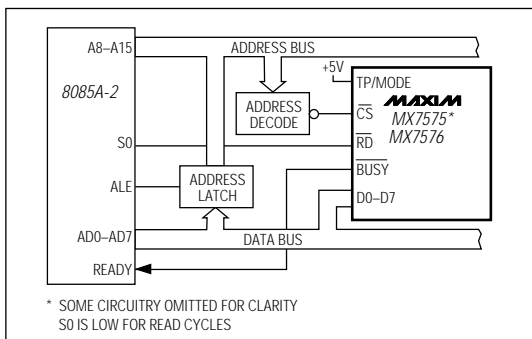 A8–A15
ADDRESS BUS
+5V
TP/MODE
8085A-2
ADDRESS
DECODE
MAXIM
MX7575*
MX7576
CS
S0
RD
BUSY
ALE
ADDRESS
LATCH
D0–D7
AD0–AD7
DATA BUS
READY
* SOME CIRCUITRY OMITTED FOR CLARITY
S0 IS LOW FOR READ CYCLES